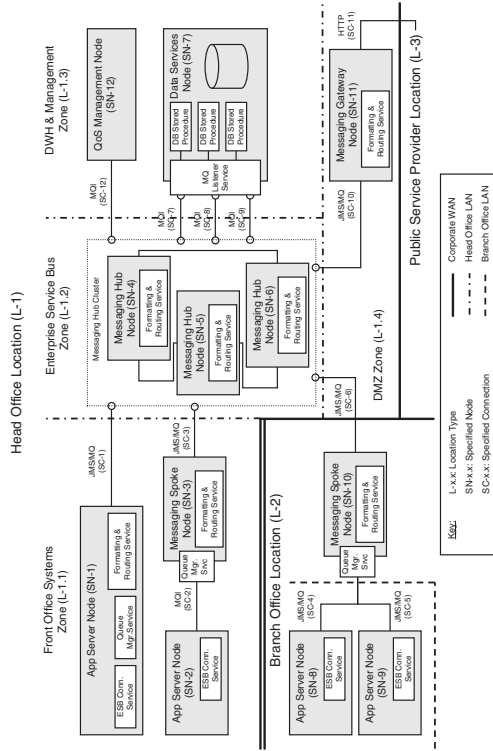 Head Office Location (L-1)
Front Office Systems
Zone (L-1.1)
Enterprise Service Bus
Zone (L-1.2)
DWH & Management
Zone (L-1.3)
App Server Node (SN-1)
ESB Conn.
Service
Queue
Mgr.Service
Formatting &
Routing Service
JMS/MQ
(SC-1)
App Server Node
(SN-2)
ESB Conn.
Service
MQI
(SC-2)
Queue
Mgr.
Srvc
Messaging Spoke
Node (SN-3)
Formatting &
Routing Service
JMS/MQ
(SC-3)
Messaging Hub Cluster
Messaging Hub
Node (SN-4)
Formatting &
Routing Service
Messaging Hub
Node (SN-5)
Formatting &
Routing Service
Messaging Hub
Node (SN-6)
Formatting &
Routing Service
MQI
(SC-12)
QoS Management Node
(SN-12)
MQI
(SC-7)
MQI
(SC-8)
MQI
(SC-9)
MQ
Listener
Service
DB Stored
Procedure
DB Stored
Procedure
DB Stored
Procedure
Data Services
Node (SN-7)
Branch Office Location (L-2)
App Server Node
(SN-8)
ESB Conn.
Service
App Server Node
(SN-9)
ESB Conn.
Service
JMS/MQ
(SC-4)
JMS/MQ
(SC-5)
Queue
Mgr.
Srvc
Messaging Spoke
Node (SN-10)
Formatting &
Routing Service
JMS/MQ
(SC-6)
DMZ Zone (L-1.4)
JMS/MQ
(SC-10)
Messaging Gateway
Node (SN-11)
Formatting &
Routing Service
HTTP
(SC-11)
Public Service Provider Location (L-3)
Key:
L-x.x: Location Type
SN-x.x: Specified Node
SC-x.x: Specified Connection
Corporate WAN
Head Office LAN
Branch Office LAN